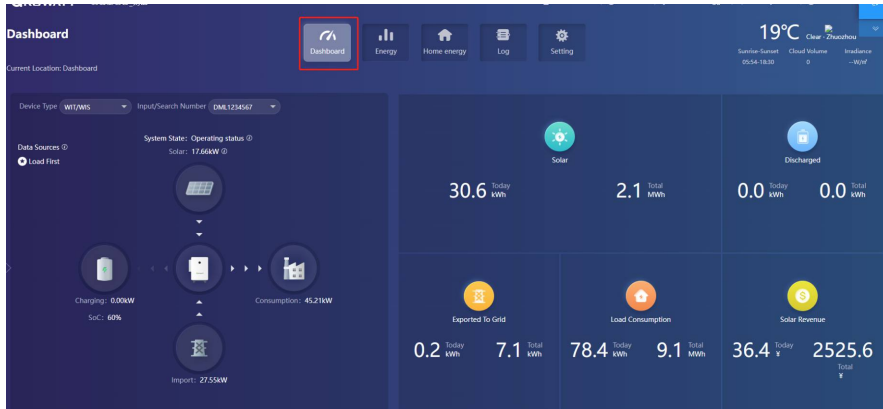 Dashboard
Current Location: Dashboard
Dashboard
Energy
Home energy
Log
Setting
19℃ Clear - Zhuozhou
Sunrise-Sunset Cloud Volume Irradiance
05:54-18:30 0 --W/㎡
Device Type WIT/WIS Input/Search Number DML1234567
Data Sources
Load First
System State: Operating status
Solar: 17.66kW
Charging: 0.00kW
SoC: 60%
Consumption: 45.21kW
Import: 27.55kW
Solar
30.6 Today kWh 2.1 Total MWh
Discharged
0.0 Today kWh 0.0 Total kWh
Exported To Grid
0.2 Today kWh 7.1 Total kWh
Load Consumption
78.4 Today kWh 9.1 Total MWh
Solar Revenue
36.4 Today ¥ 2525.6 Total ¥